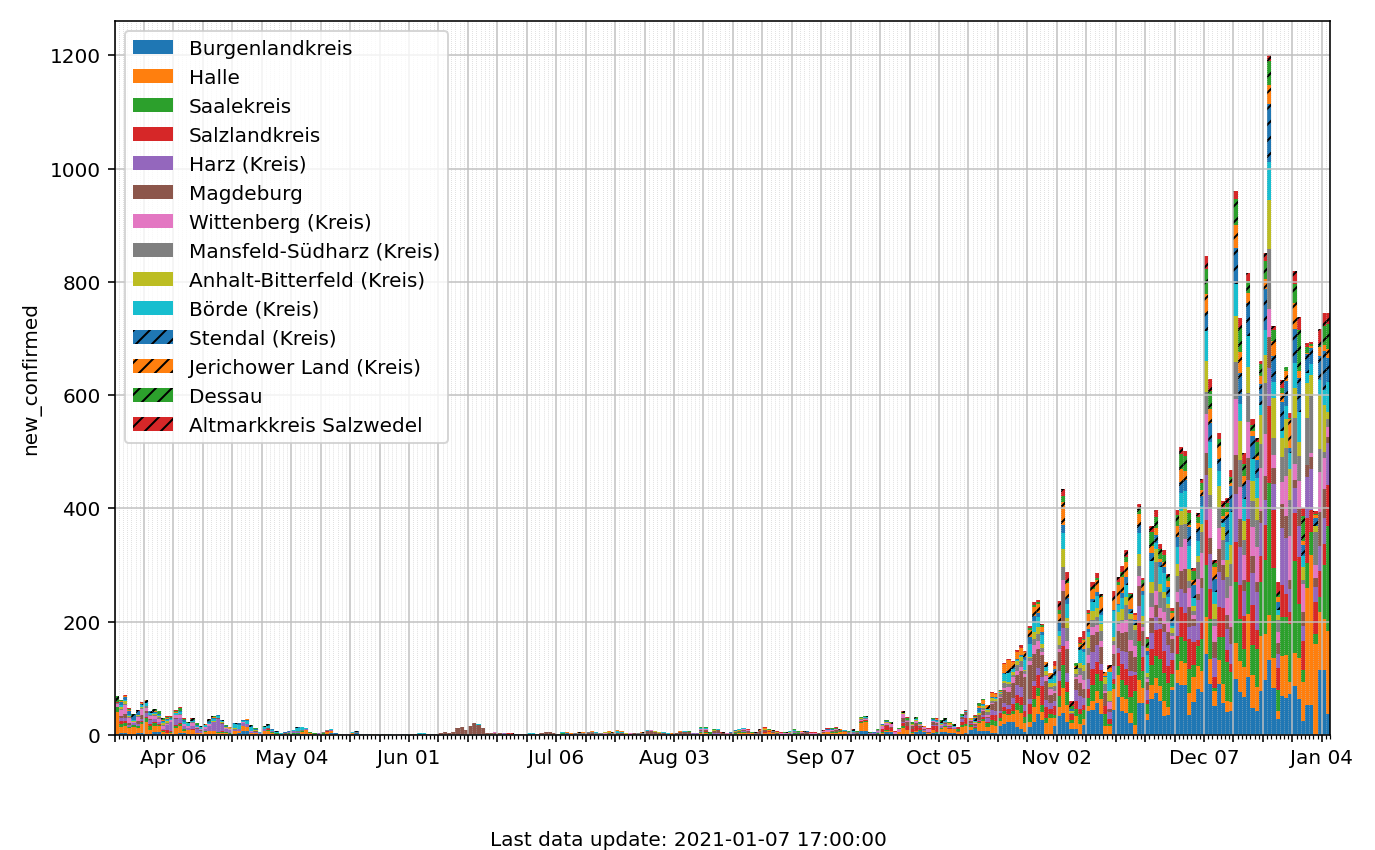 1200
1000
800
600
400
200
0
new_confirmed
Burgenlandkreis
Halle
Saalekreis
Salzlandkreis
Harz (Kreis)
Magdeburg
Wittenberg (Kreis)
Mansfeld-Südharz (Kreis)
Anhalt-Bitterfeld (Kreis)
Börde (Kreis)
Stendal (Kreis)
Jerichower Land (Kreis)
Dessau
Altmarkkreis Salzwedel
Apr 06 May 04 Jun 01 Jul 06 Aug 03 Sep 07 Oct 05 Nov 02 Dec 07 Jan 04
Last data update: 2021-01-07 17:00:00